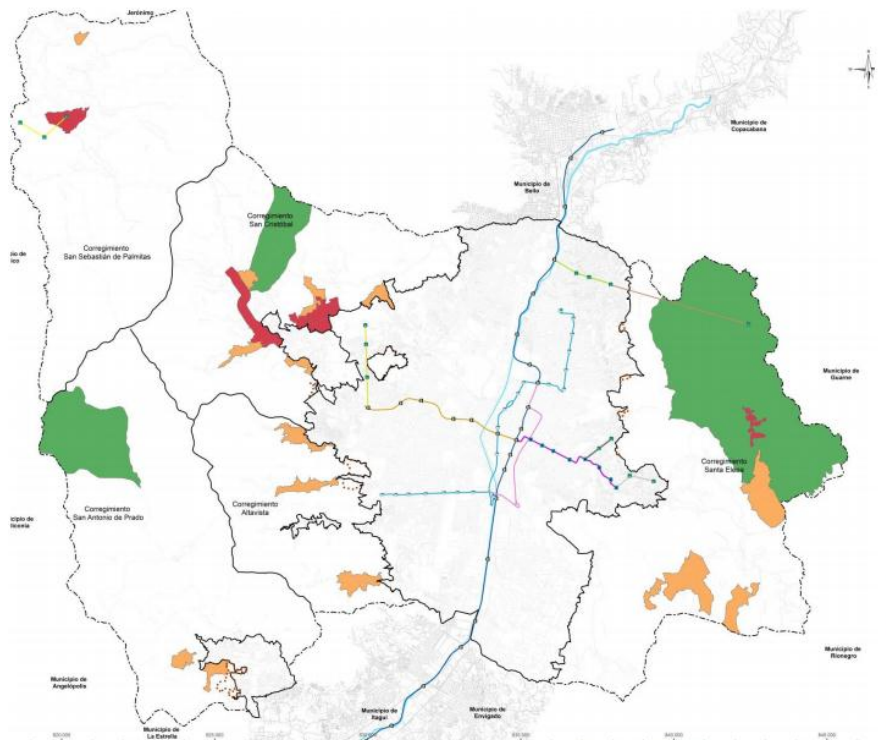 Jerónimo
Municipio de
Copacabana
Municipio de
Bello
Corregimiento
San Cristóbal
Corregimiento
San Sebastián de Palmitas
Municipio de
Guarne
Corregimiento
Santa Elena
Corregimiento
San Antonio de Prado
Corregimiento
Altavista
Municipio de
Rionegro
Municipio de
Angelópolis
Municipio de
Itagüí
Municipio de
Envigado
Municipio de
La Estrella